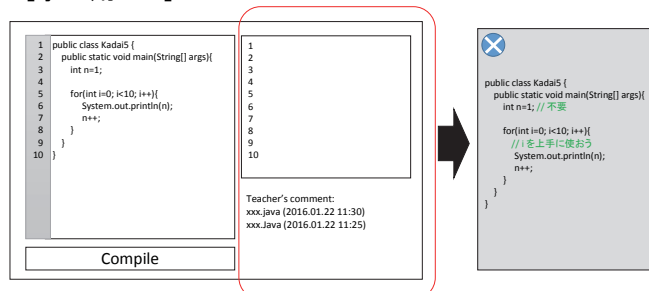 1 public class Kadai5 {
2 public static void main(String[] args){
3 int n=1;
4
5 for(int i=0; i<10; i++){
6 System.out.println(n);
7 n++;
8 }
9 }
10 }
Compile
1
2
3
4
5
6
7
8
9
10
Teacher's comment:
xxx.java (2016.01.22 11:30)
xxx.Java (2016.01.22 11:25)
public class Kadai5 {
public static void main(String[] args){
int n=1; // 不要
for(int i=0; i<10; i++){
// i を上手に使おう
System.out.println(n);
n++;
}
}
}